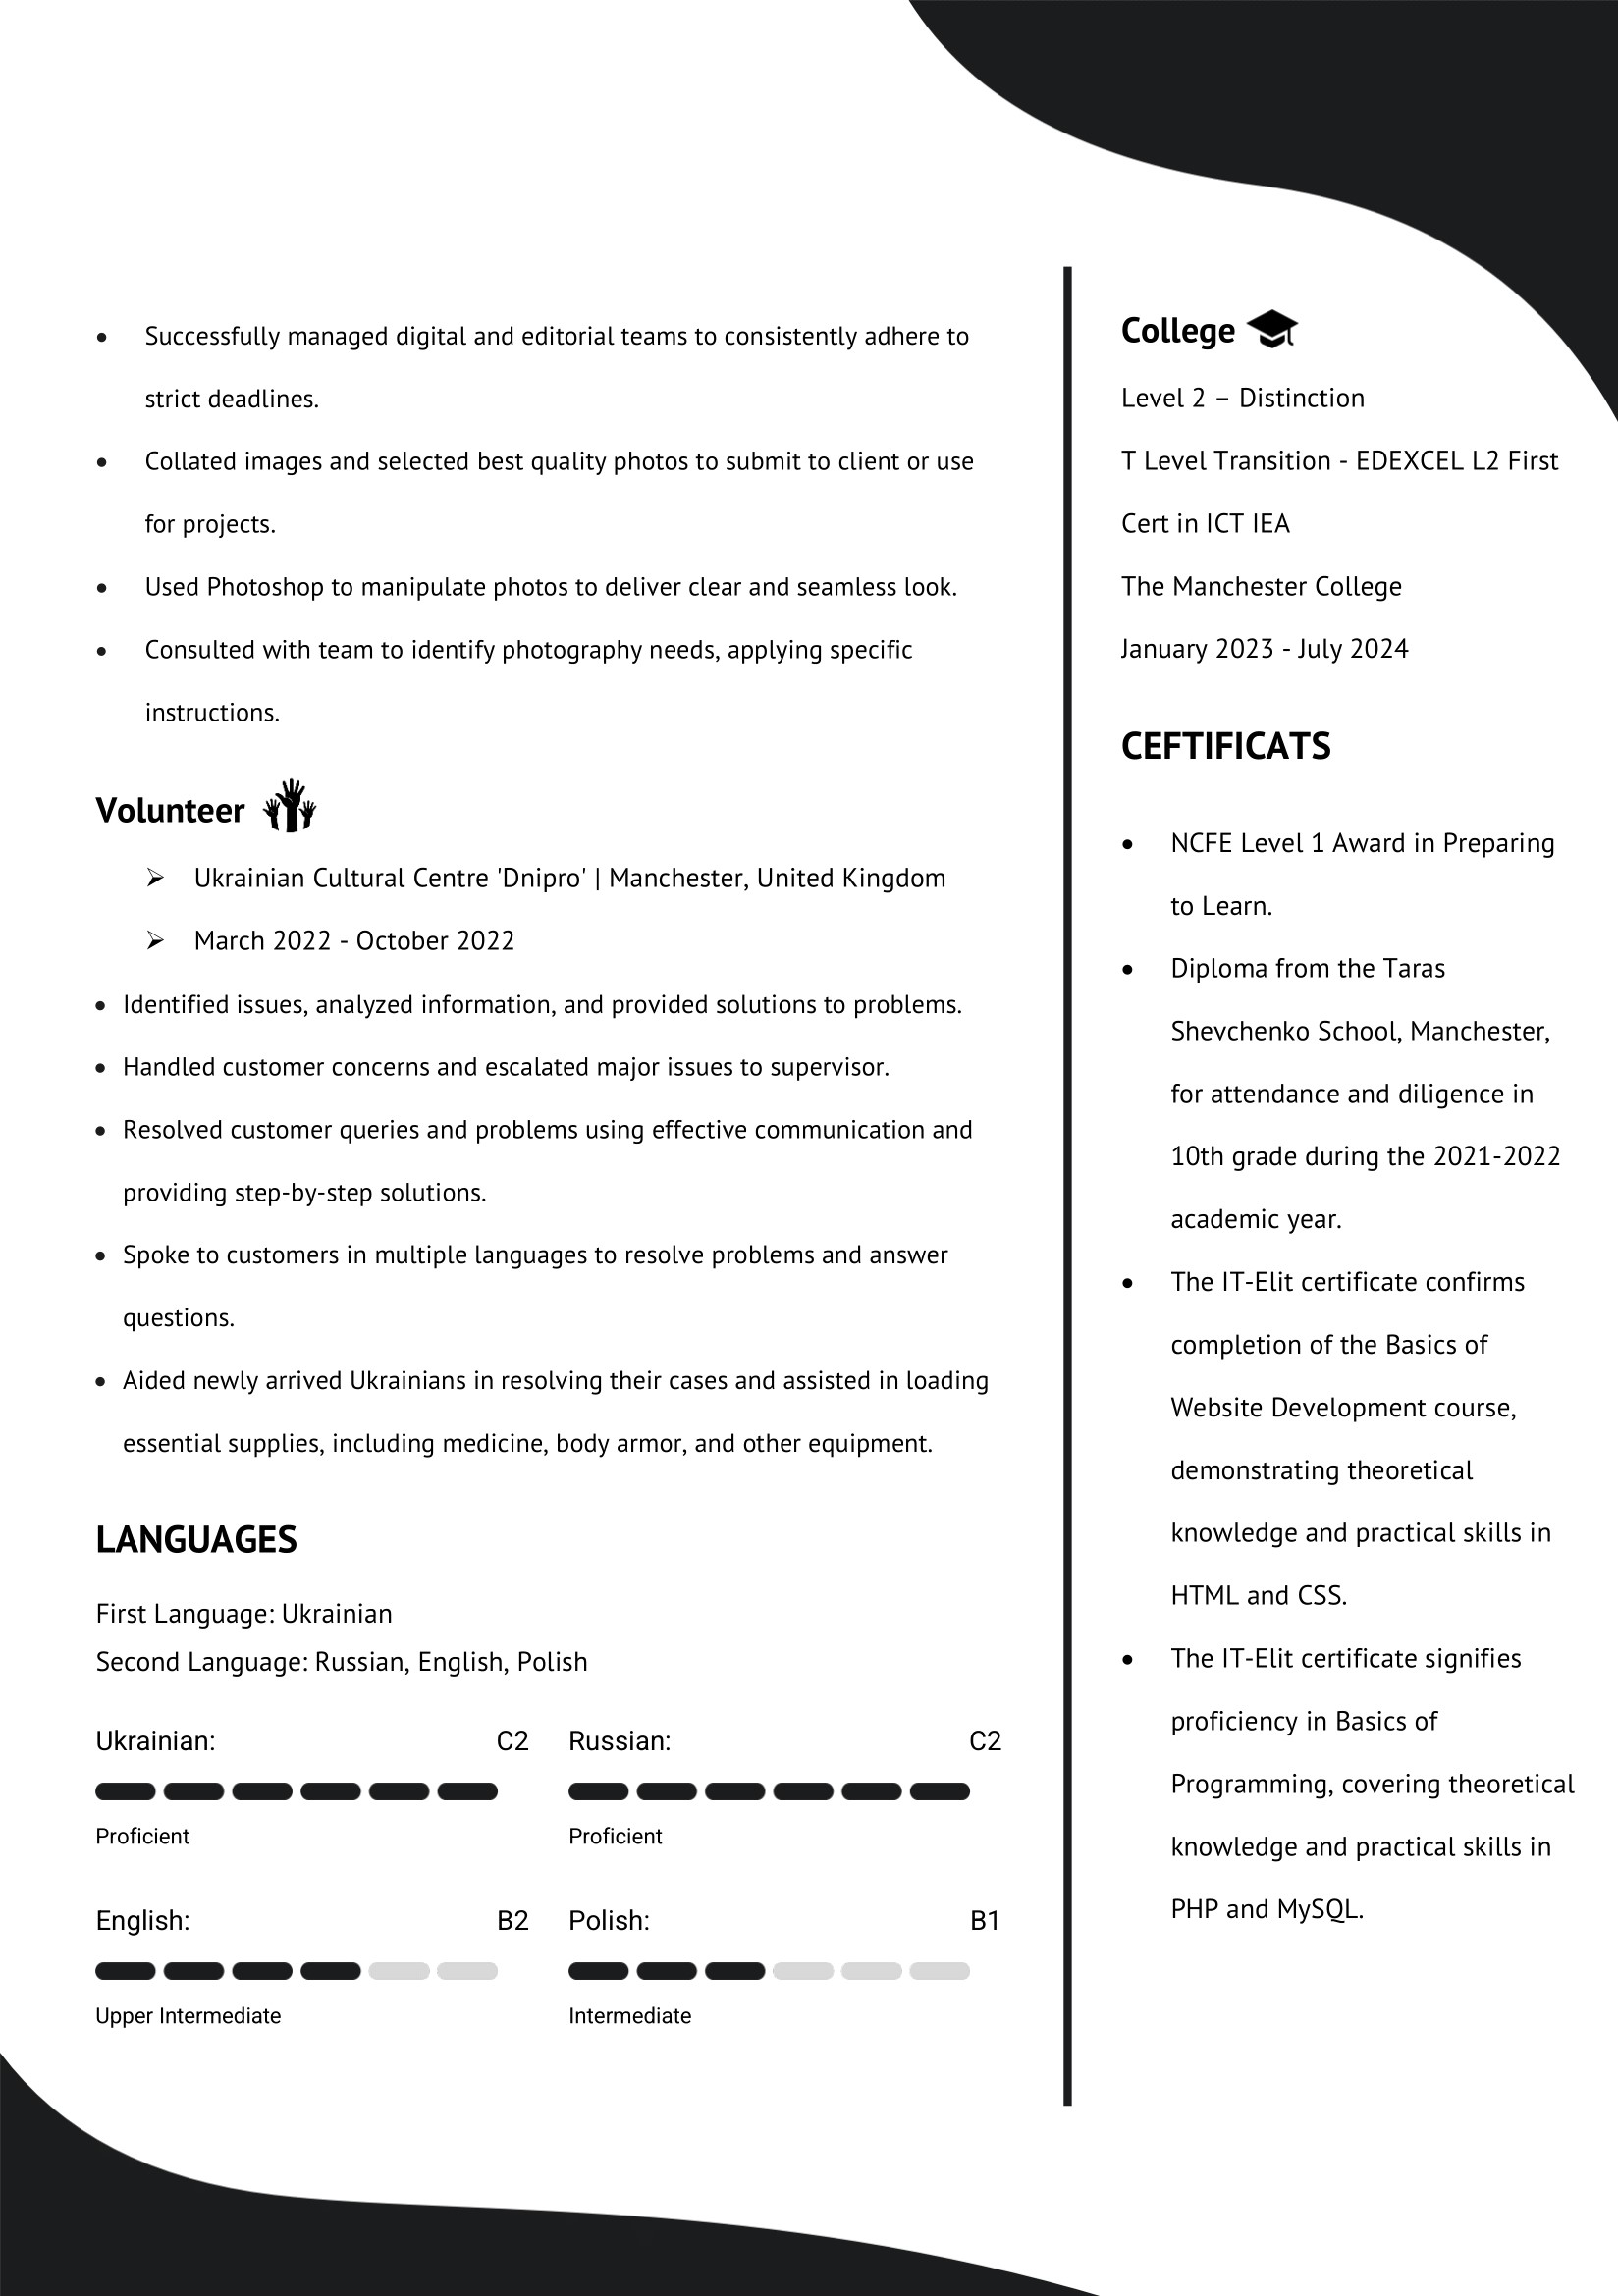 • Successfully managed digital and editorial teams to consistently adhere to
strict deadlines.
• Collated images and selected best quality photos to submit to client or use
for projects.
• Used Photoshop to manipulate photos to deliver clear and seamless look.
• Consulted with team to identify photography needs, applying specific
instructions.
Volunteer
➢ Ukrainian Cultural Centre 'Dnipro' | Manchester, United Kingdom
➢ March 2022 - October 2022
• Identified issues, analyzed information, and provided solutions to problems.
• Handled customer concerns and escalated major issues to supervisor.
• Resolved customer queries and problems using effective communication and
providing step-by-step solutions.
• Spoke to customers in multiple languages to resolve problems and answer
questions.
• Aided newly arrived Ukrainians in resolving their cases and assisted in loading
essential supplies, including medicine, body armor, and other equipment.
LANGUAGES
First Language: Ukrainian
Second Language: Russian, English, Polish
Ukrainian: C2
Proficient
Russian: C2
Proficient
English: B2
Upper Intermediate
Polish: B1
Intermediate
College
Level 2 – Distinction
T Level Transition - EDEXCEL L2 First
Cert in ICT IEA
The Manchester College
January 2023 - July 2024
CEFTIFICATS
• NCFE Level 1 Award in Preparing
to Learn.
• Diploma from the Taras
Shevchenko School, Manchester,
for attendance and diligence in
10th grade during the 2021-2022
academic year.
• The IT-Elit certificate confirms
completion of the Basics of
Website Development course,
demonstrating theoretical
knowledge and practical skills in
HTML and CSS.
• The IT-Elit certificate signifies
proficiency in Basics of
Programming, covering theoretical
knowledge and practical skills in
PHP and MySQL.